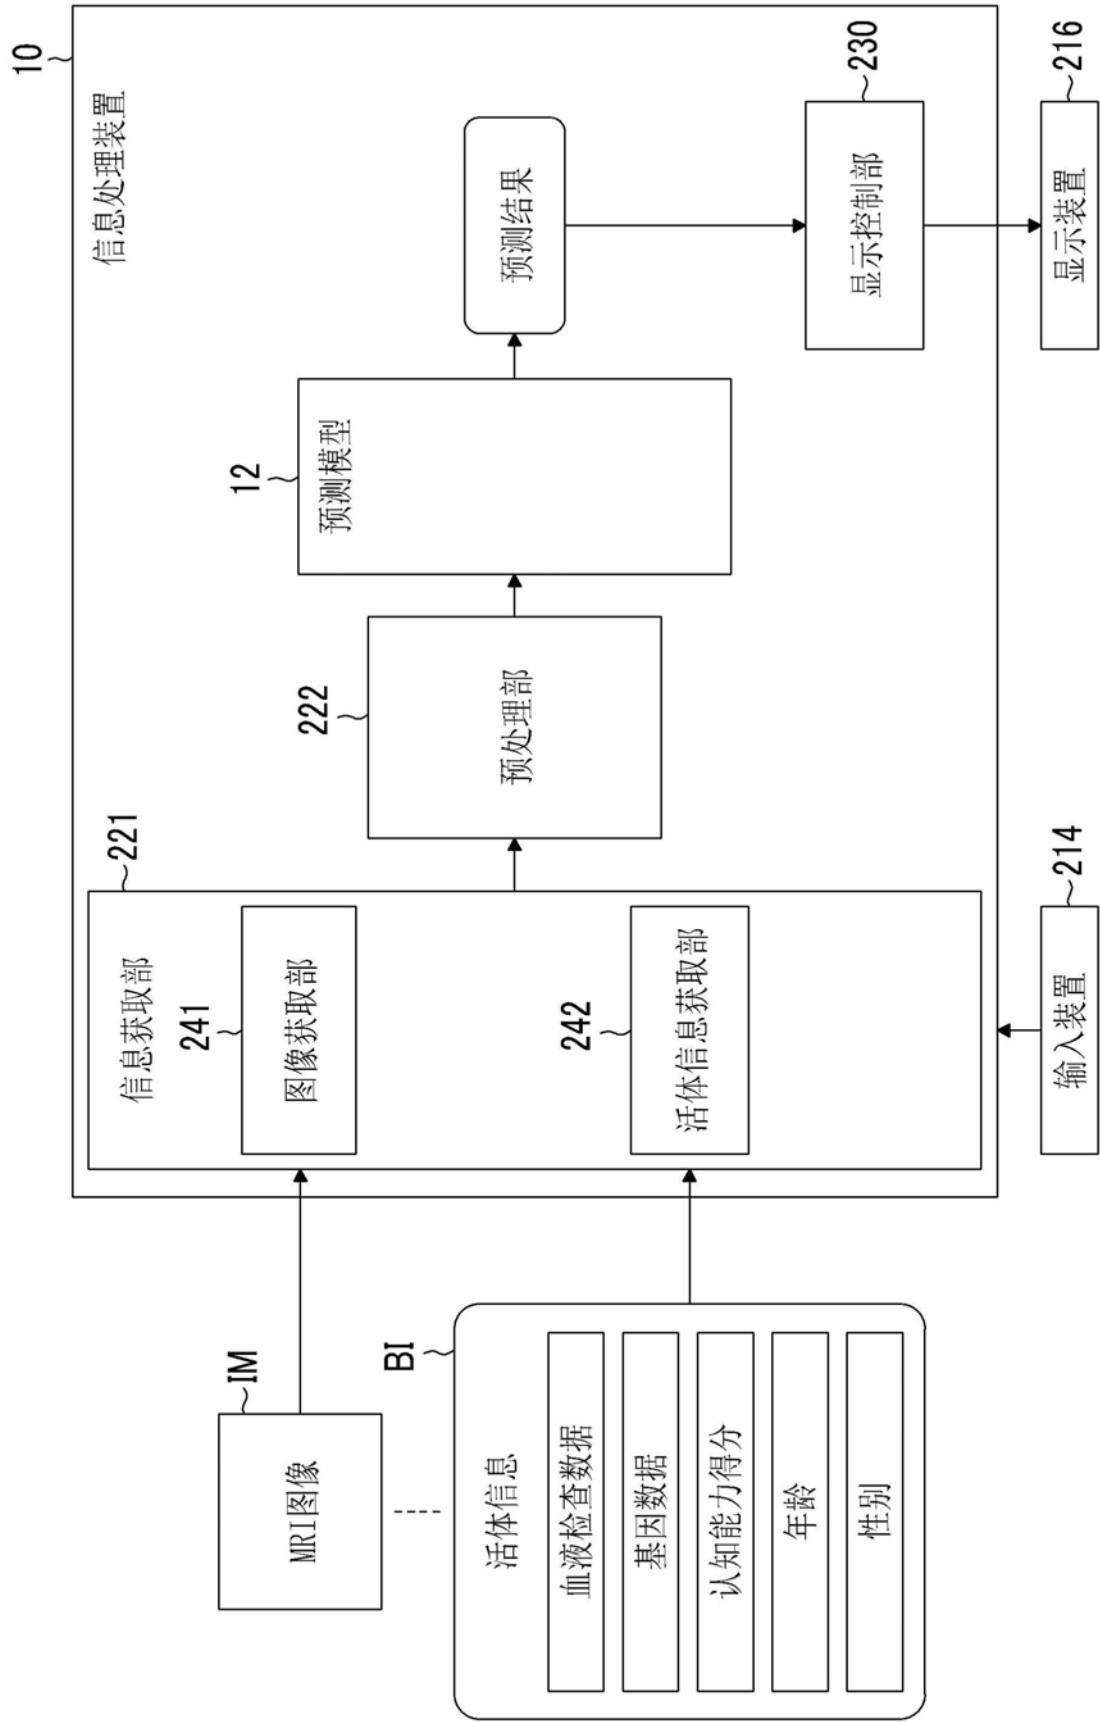 10
信息处理装置
IM
MRI图像
BI
活体信息
血液检查数据
基因数据
认知能力得分
年龄
性别
221
信息获取部
241
图像获取部
242
活体信息获取部
222
预处理部
12
预测模型
预测结果
230
显示控制部
214
输入装置
216
显示装置